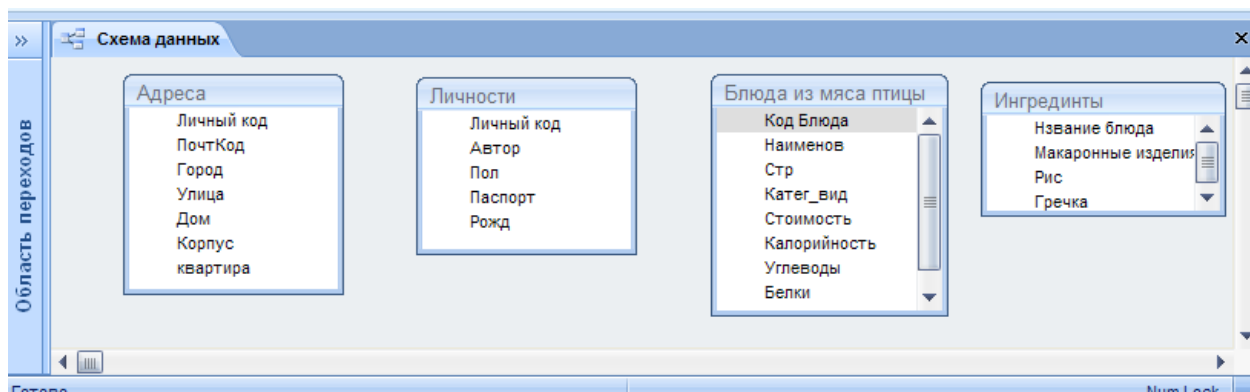 Схема данных
Область переходов
Адреса
Личный код
ПочтКод
Город
Улица
Дом
Корпус
квартира
Личности
Личный код
Автор
Пол
Паспорт
Рожд
Блюда из мяса птицы
Код Блюда
Наименов
Стр
Катег_вид
Стоимость
Калорийность
Углеводы
Белки
Ингрединты
Нзвание блюда
Макаронные изделия
Рис
Гречка
Готово
Num Lock